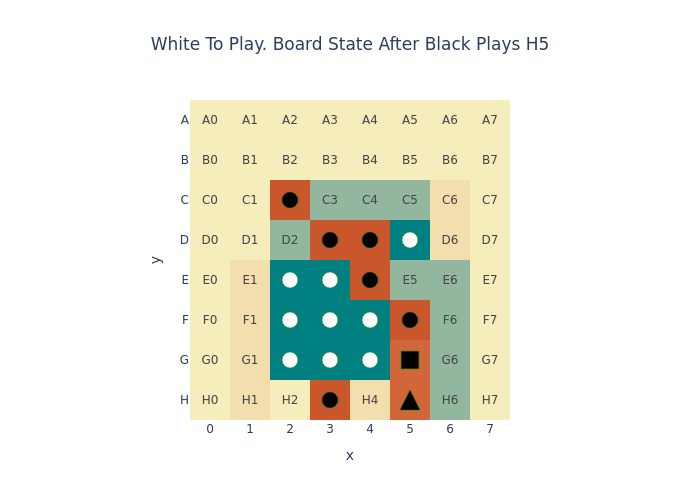 White To Play. Board State After Black Plays H5
A A0 A1 A2 A3 A4 A5 A6 A7
B B0 B1 B2 B3 B4 B5 B6 B7
C C0 C1 C3 C4 C5 C6 C7
D D0 D1 D2 D6 D7
E E0 E1 E5 E6 E7
F F0 F1 F6 F7
G G0 G1 G6 G7
H H0 H1 H2 H4 H6 H7
0 1 2 3 4 5 6 7
x
y